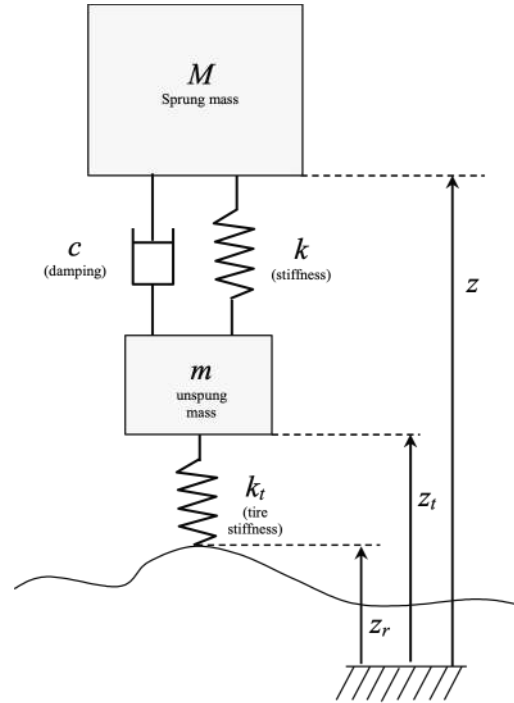 M
Sprung mass
c
(damping)
k
(stiffness)
z
m
unspung
mass
k_t
(tire
stiffness)
z_t
z_r